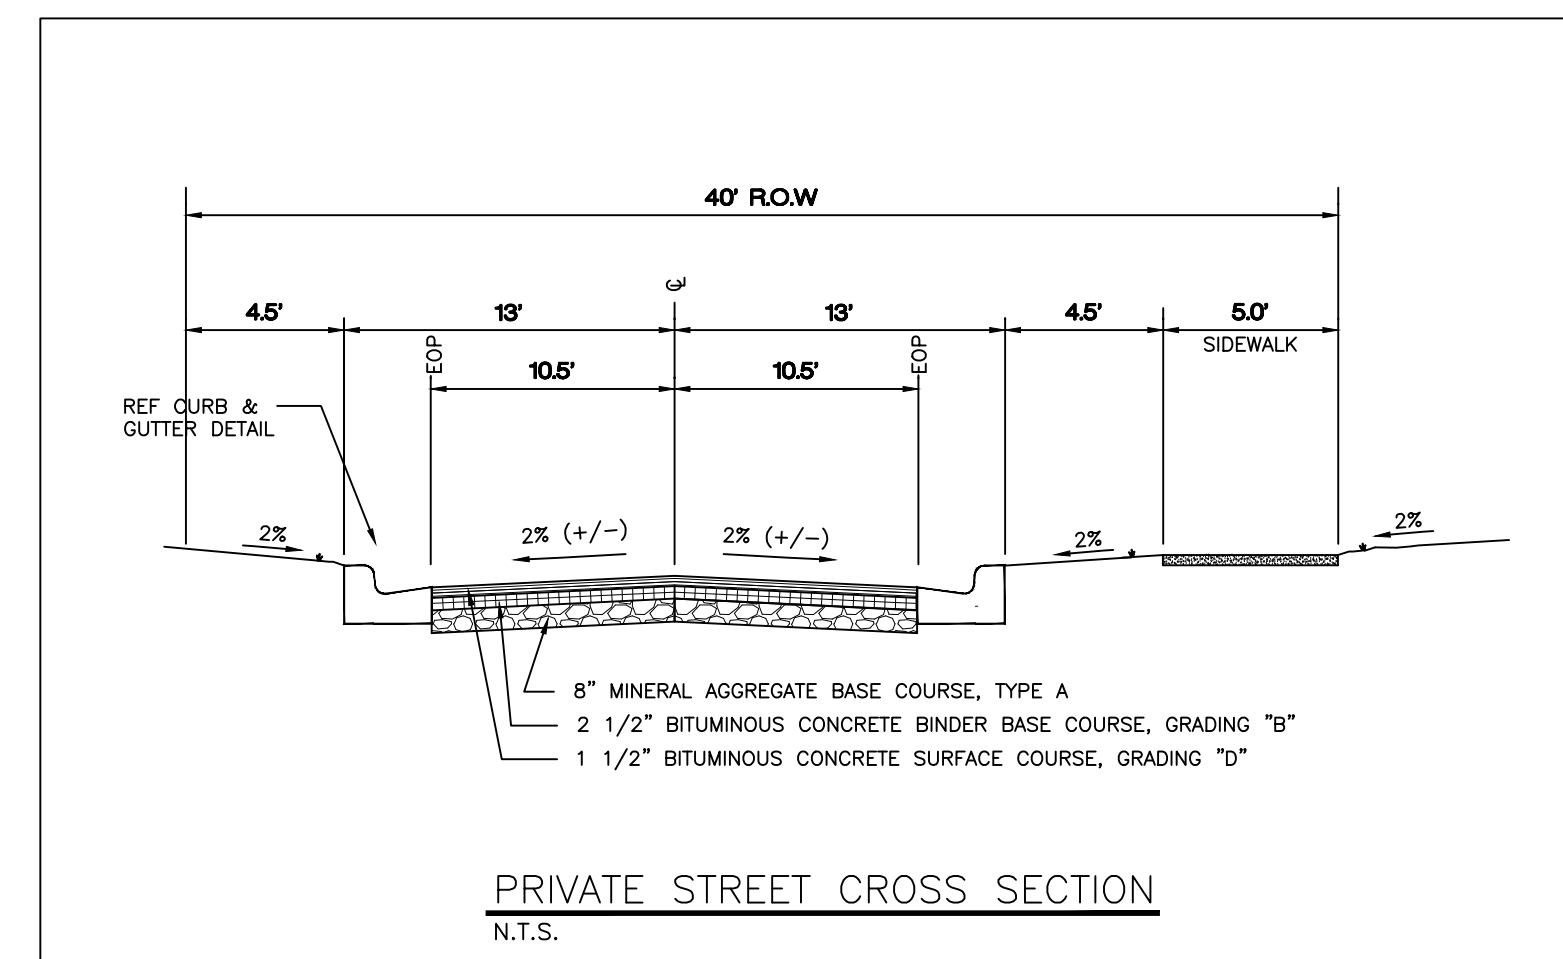 40' R.O.W
℄
4.5' 13' 13' 4.5' 5.0'
SIDEWALK
EOP EOP
10.5' 10.5'
REF CURB &
GUTTER DETAIL
2% 2% (+/-) 2% (+/-) 2% 2%
8" MINERAL AGGREGATE BASE COURSE, TYPE A
2 1/2" BITUMINOUS CONCRETE BINDER BASE COURSE, GRADING "B"
1 1/2" BITUMINOUS CONCRETE SURFACE COURSE, GRADING "D"
PRIVATE STREET CROSS SECTION
N.T.S.